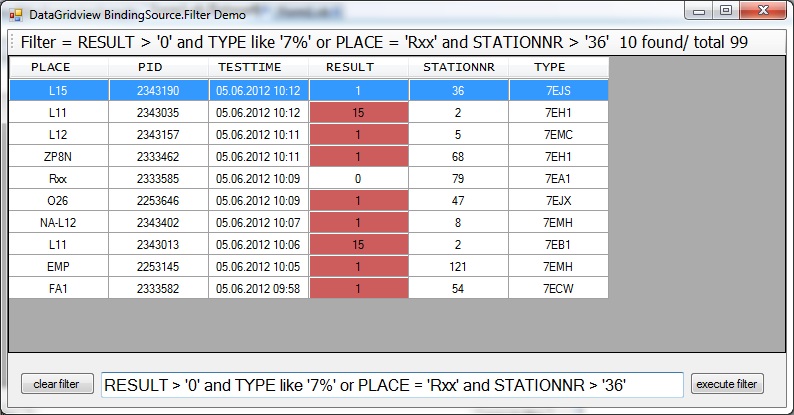 DataGridview BindingSource.Filter Demo
Filter = RESULT > '0' and TYPE like '7%' or PLACE = 'Rxx' and STATIONNR > '36' 10 found/ total 99
PLACE PID TESTTIME RESULT STATIONNR TYPE
L15 2343190 05.06.2012 10:12 1 36 7EJS
L11 2343035 05.06.2012 10:12 15 2 7EH1
L12 2343157 05.06.2012 10:11 1 5 7EMC
ZP8N 2333462 05.06.2012 10:11 1 68 7EH1
Rxx 2333585 05.06.2012 10:09 0 79 7EA1
O26 2253646 05.06.2012 10:09 1 47 7EJX
NA-L12 2343402 05.06.2012 10:07 1 8 7EMH
L11 2343013 05.06.2012 10:06 15 2 7EB1
EMP 2253145 05.06.2012 10:05 1 121 7EMH
FA1 2333582 05.06.2012 09:58 1 54 7ECW
clear filter RESULT > '0' and TYPE like '7%' or PLACE = 'Rxx' and STATIONNR > '36' execute filter